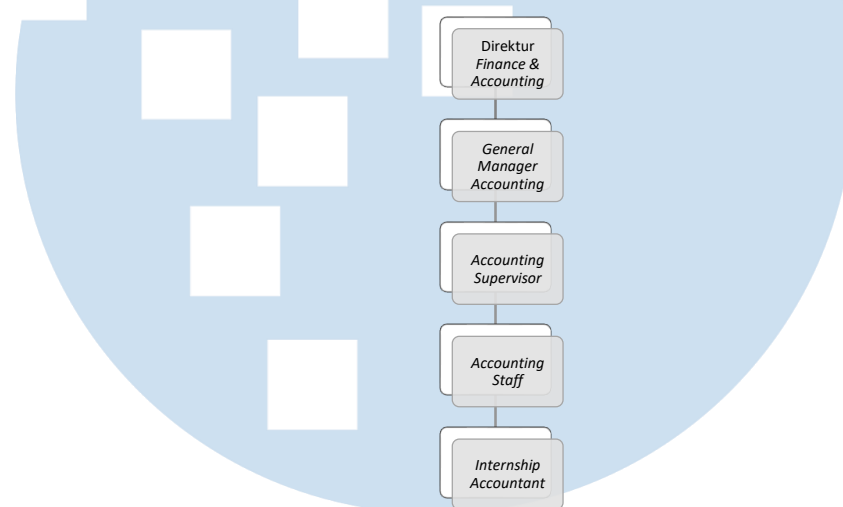 Direktur
Finance &
Accounting
General
Manager
Accounting
Accounting
Supervisor
Accounting
Staff
Internship
Accountant